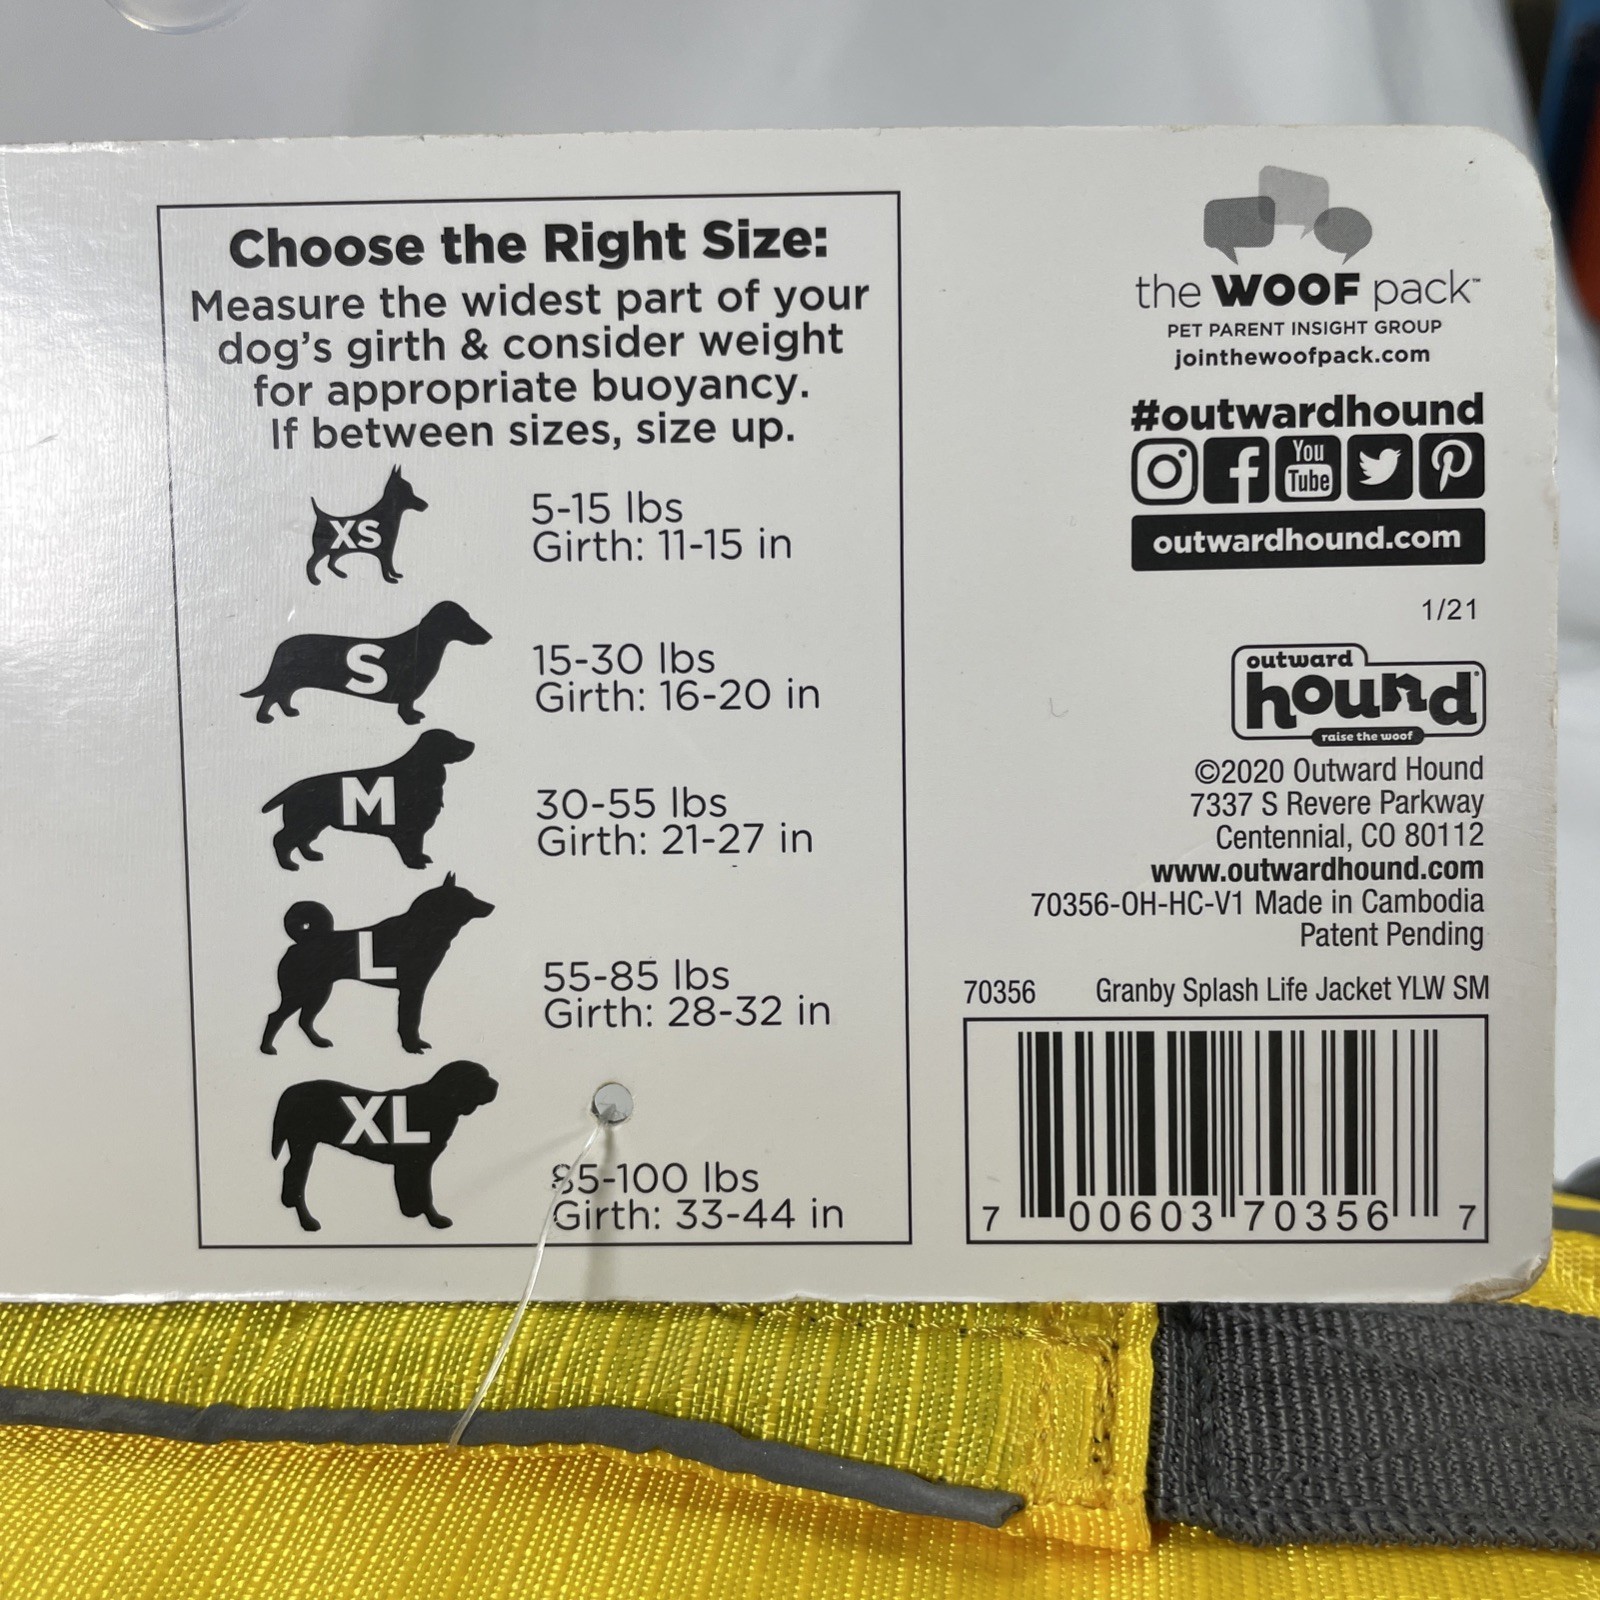 Choose the Right Size:
Measure the widest part of your
dog's girth & consider weight
for appropriate buoyancy.
If between sizes, size up.
XS
5-15 lbs
Girth: 11-15 in
S
15-30 lbs
Girth: 16-20 in
M
30-55 lbs
Girth: 21-27 in
L
55-85 lbs
Girth: 28-32 in
XL
85-100 lbs
Girth: 33-44 in
the WOOF pack™
PET PARENT INSIGHT GROUP
jointhewoofpack.com
#outwardhound
You
Tube
outwardhound.com
1/21
outward
hound
raise the woof
©2020 Outward Hound
7337 S Revere Parkway
Centennial, CO 80112
www.outwardhound.com
70356-OH-HC-V1 Made in Cambodia
Patent Pending
70356 Granby Splash Life Jacket YLW SM
7 00603 70356 7